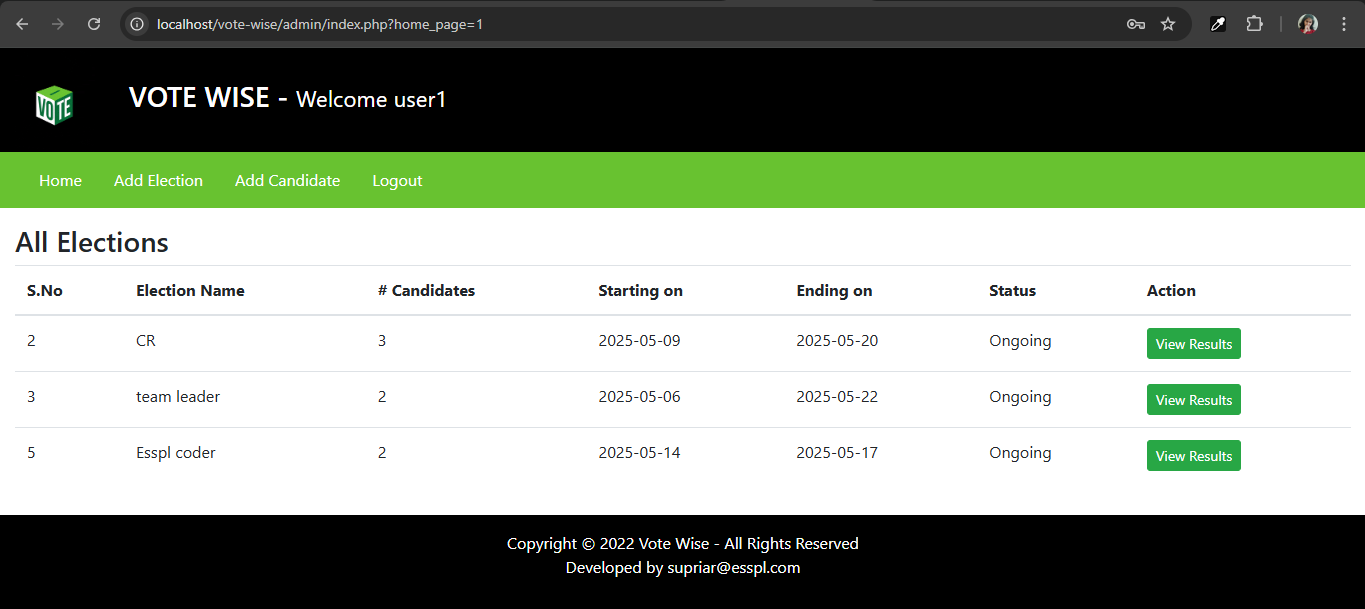 localhost/vote-wise/admin/index.php?home_page=1
VOTE
VOTE WISE - Welcome user1
Home Add Election Add Candidate Logout
All Elections
S.No Election Name # Candidates Starting on Ending on Status Action
2 CR 3 2025-05-09 2025-05-20 Ongoing View Results
3 team leader 2 2025-05-06 2025-05-22 Ongoing View Results
5 Esspl coder 2 2025-05-14 2025-05-17 Ongoing View Results
Copyright © 2022 Vote Wise - All Rights Reserved
Developed by supriar@esspl.com